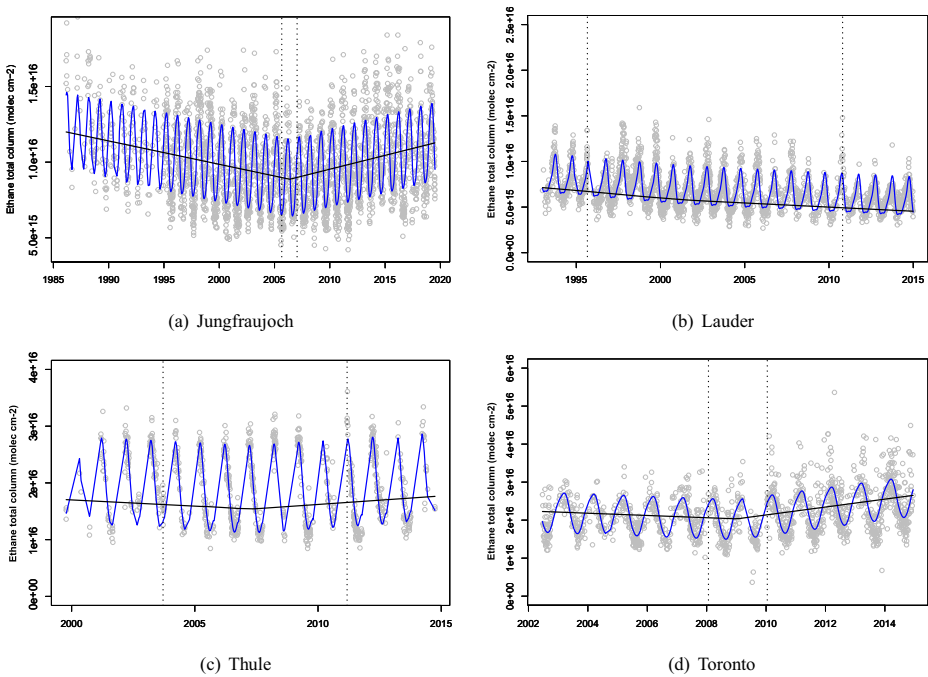 Ethane total column (molec cm-2)
5.0e+15 1.0e+16 1.5e+16
1985 1990 1995 2000 2005 2010 2015 2020
(a) Jungfraujoch
Ethane total column (molec cm-2)
0.0e+00 5.0e+15 1.0e+16 1.5e+16 2.0e+16 2.5e+16
1995 2000 2005 2010 2015
(b) Lauder
Ethane total column (molec cm-2)
0e+00 1e+16 2e+16 3e+16 4e+16
2000 2005 2010 2015
(c) Thule
Ethane total column (molec cm-2)
0e+00 1e+16 2e+16 3e+16 4e+16 5e+16 6e+16
2002 2004 2006 2008 2010 2012 2014
(d) Toronto